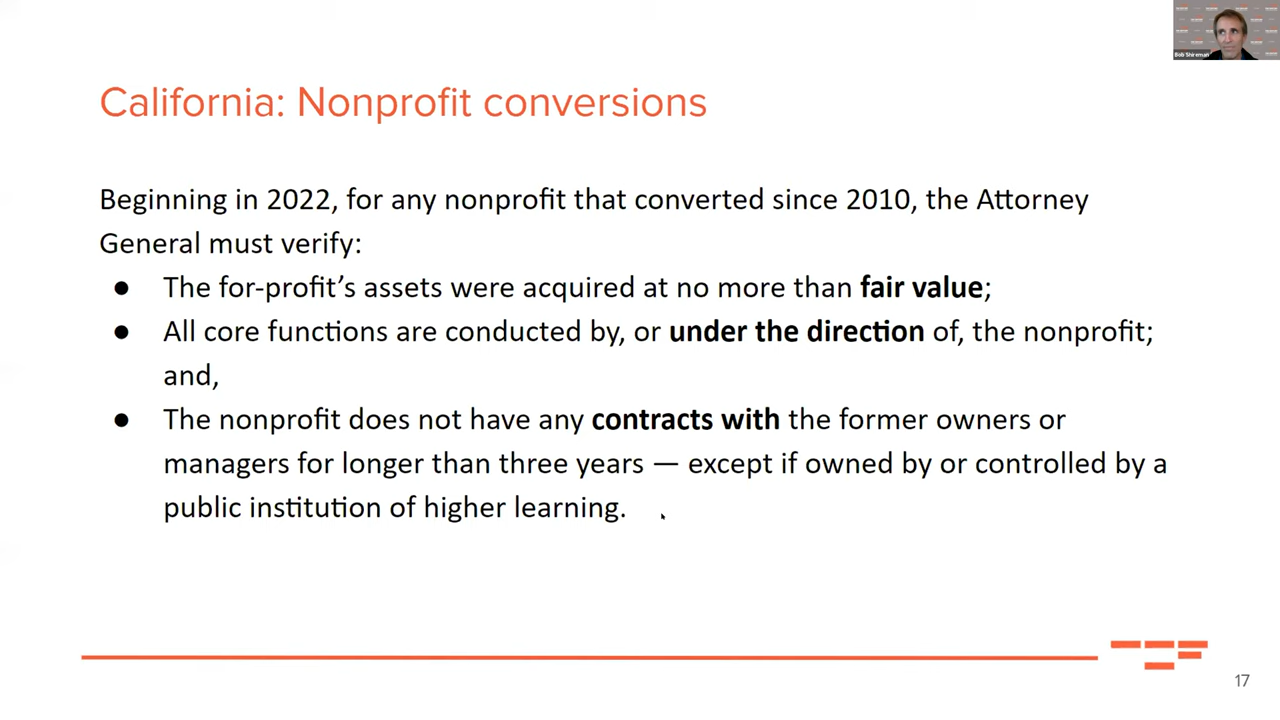 Bob Shireman
California: Nonprofit conversions
Beginning in 2022, for any nonprofit that converted since 2010, the Attorney
General must verify:
● The for-profit’s assets were acquired at no more than fair value;
● All core functions are conducted by, or under the direction of, the nonprofit;
and,
● The nonprofit does not have any contracts with the former owners or
managers for longer than three years — except if owned by or controlled by a
public institution of higher learning.
17